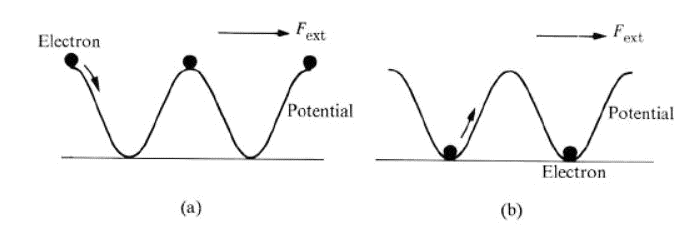 Electron
F_ext
Potential
(a)
F_ext
Potential
Electron
(b)